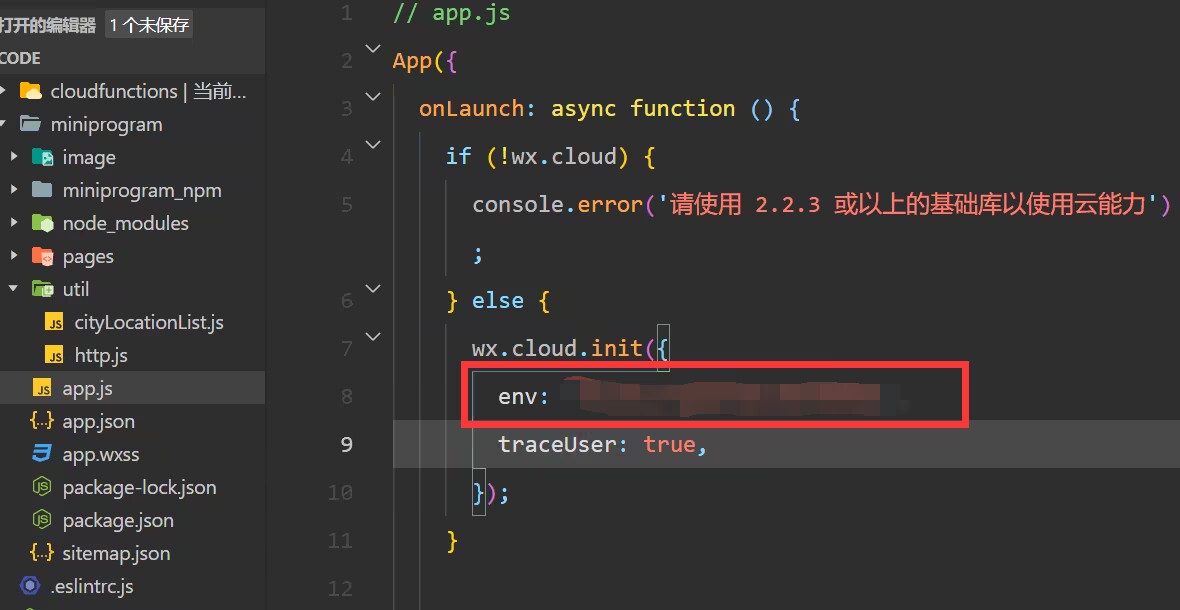 打开的编辑器 1 个未保存
CODE
cloudfunctions | 当前...
miniprogram
image
miniprogram_npm
node_modules
pages
util
cityLocationList.js
http.js
app.js
app.json
app.wxss
package-lock.json
package.json
sitemap.json
.eslintrc.js
1 // app.js
2 App({
3 onLaunch: async function () {
4 if (!wx.cloud) {
5 console.error('请使用 2.2.3 或以上的基础库以使用云能力')
;
6 } else {
7 wx.cloud.init({
8 env:
9 traceUser: true,
10 });
11 }
12